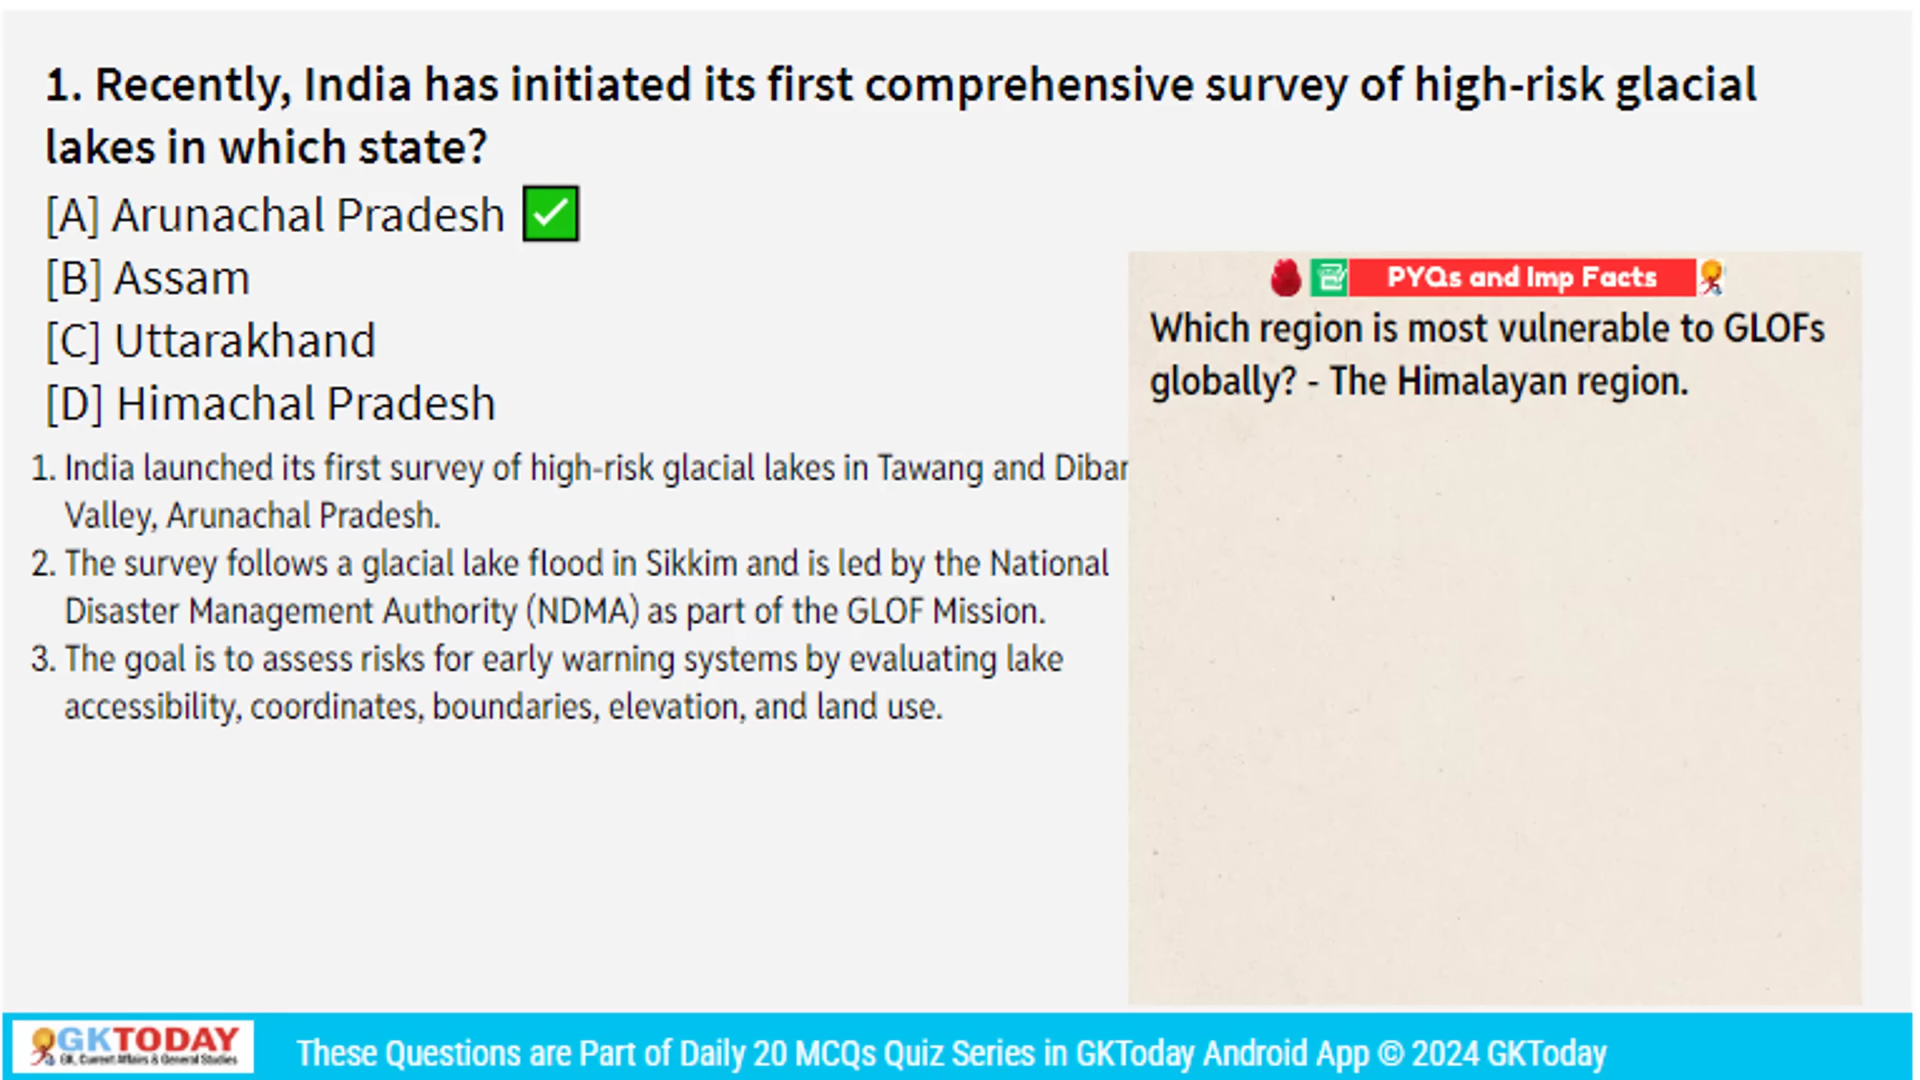 1. Recently, India has initiated its first comprehensive survey of high-risk glacial
lakes in which state?
[A] Arunachal Pradesh
[B] Assam
[C] Uttarakhand
[D] Himachal Pradesh
1. India launched its first survey of high-risk glacial lakes in Tawang and Diban
Valley, Arunachal Pradesh.
2. The survey follows a glacial lake flood in Sikkim and is led by the National
Disaster Management Authority (NDMA) as part of the GLOF Mission.
3. The goal is to assess risks for early warning systems by evaluating lake
accessibility, coordinates, boundaries, elevation, and land use.
PYQs and Imp Facts
Which region is most vulnerable to GLOFs
globally? - The Himalayan region.
GKTODAY
GK, Current Affairs & General Studies
These Questions are Part of Daily 20 MCQs Quiz Series in GKToday Android App © 2024 GKToday